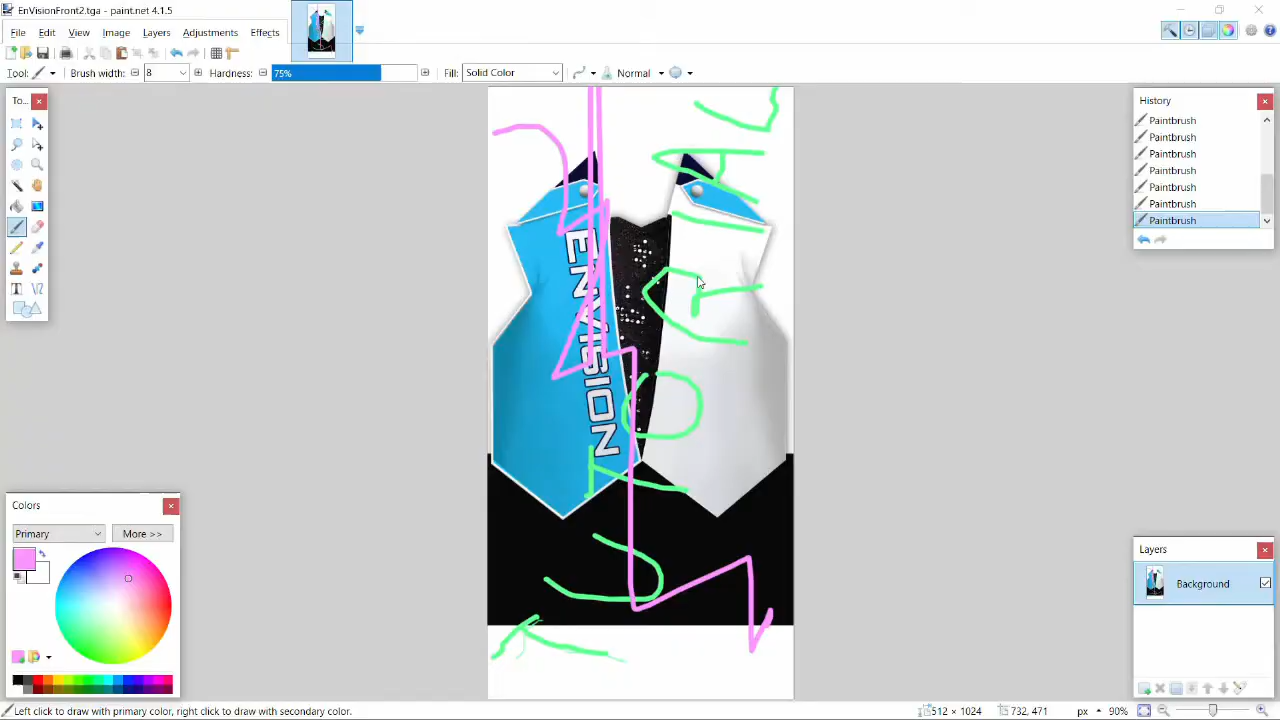 EnVisionFront2.tga - paint.net 4.1.5
File Edit View Image Layers Adjustments Effects
Tool: Brush width: 8 Hardness: 75% Fill: Solid Color Normal
To...
ENVISION
TUTORIAL
History
Paintbrush
Paintbrush
Paintbrush
Paintbrush
Paintbrush
Paintbrush
Paintbrush
Colors
Primary More >>
Layers
Background
Left click to draw with primary color, right click to draw with secondary color. 512 × 1024 732, 471 px 90%